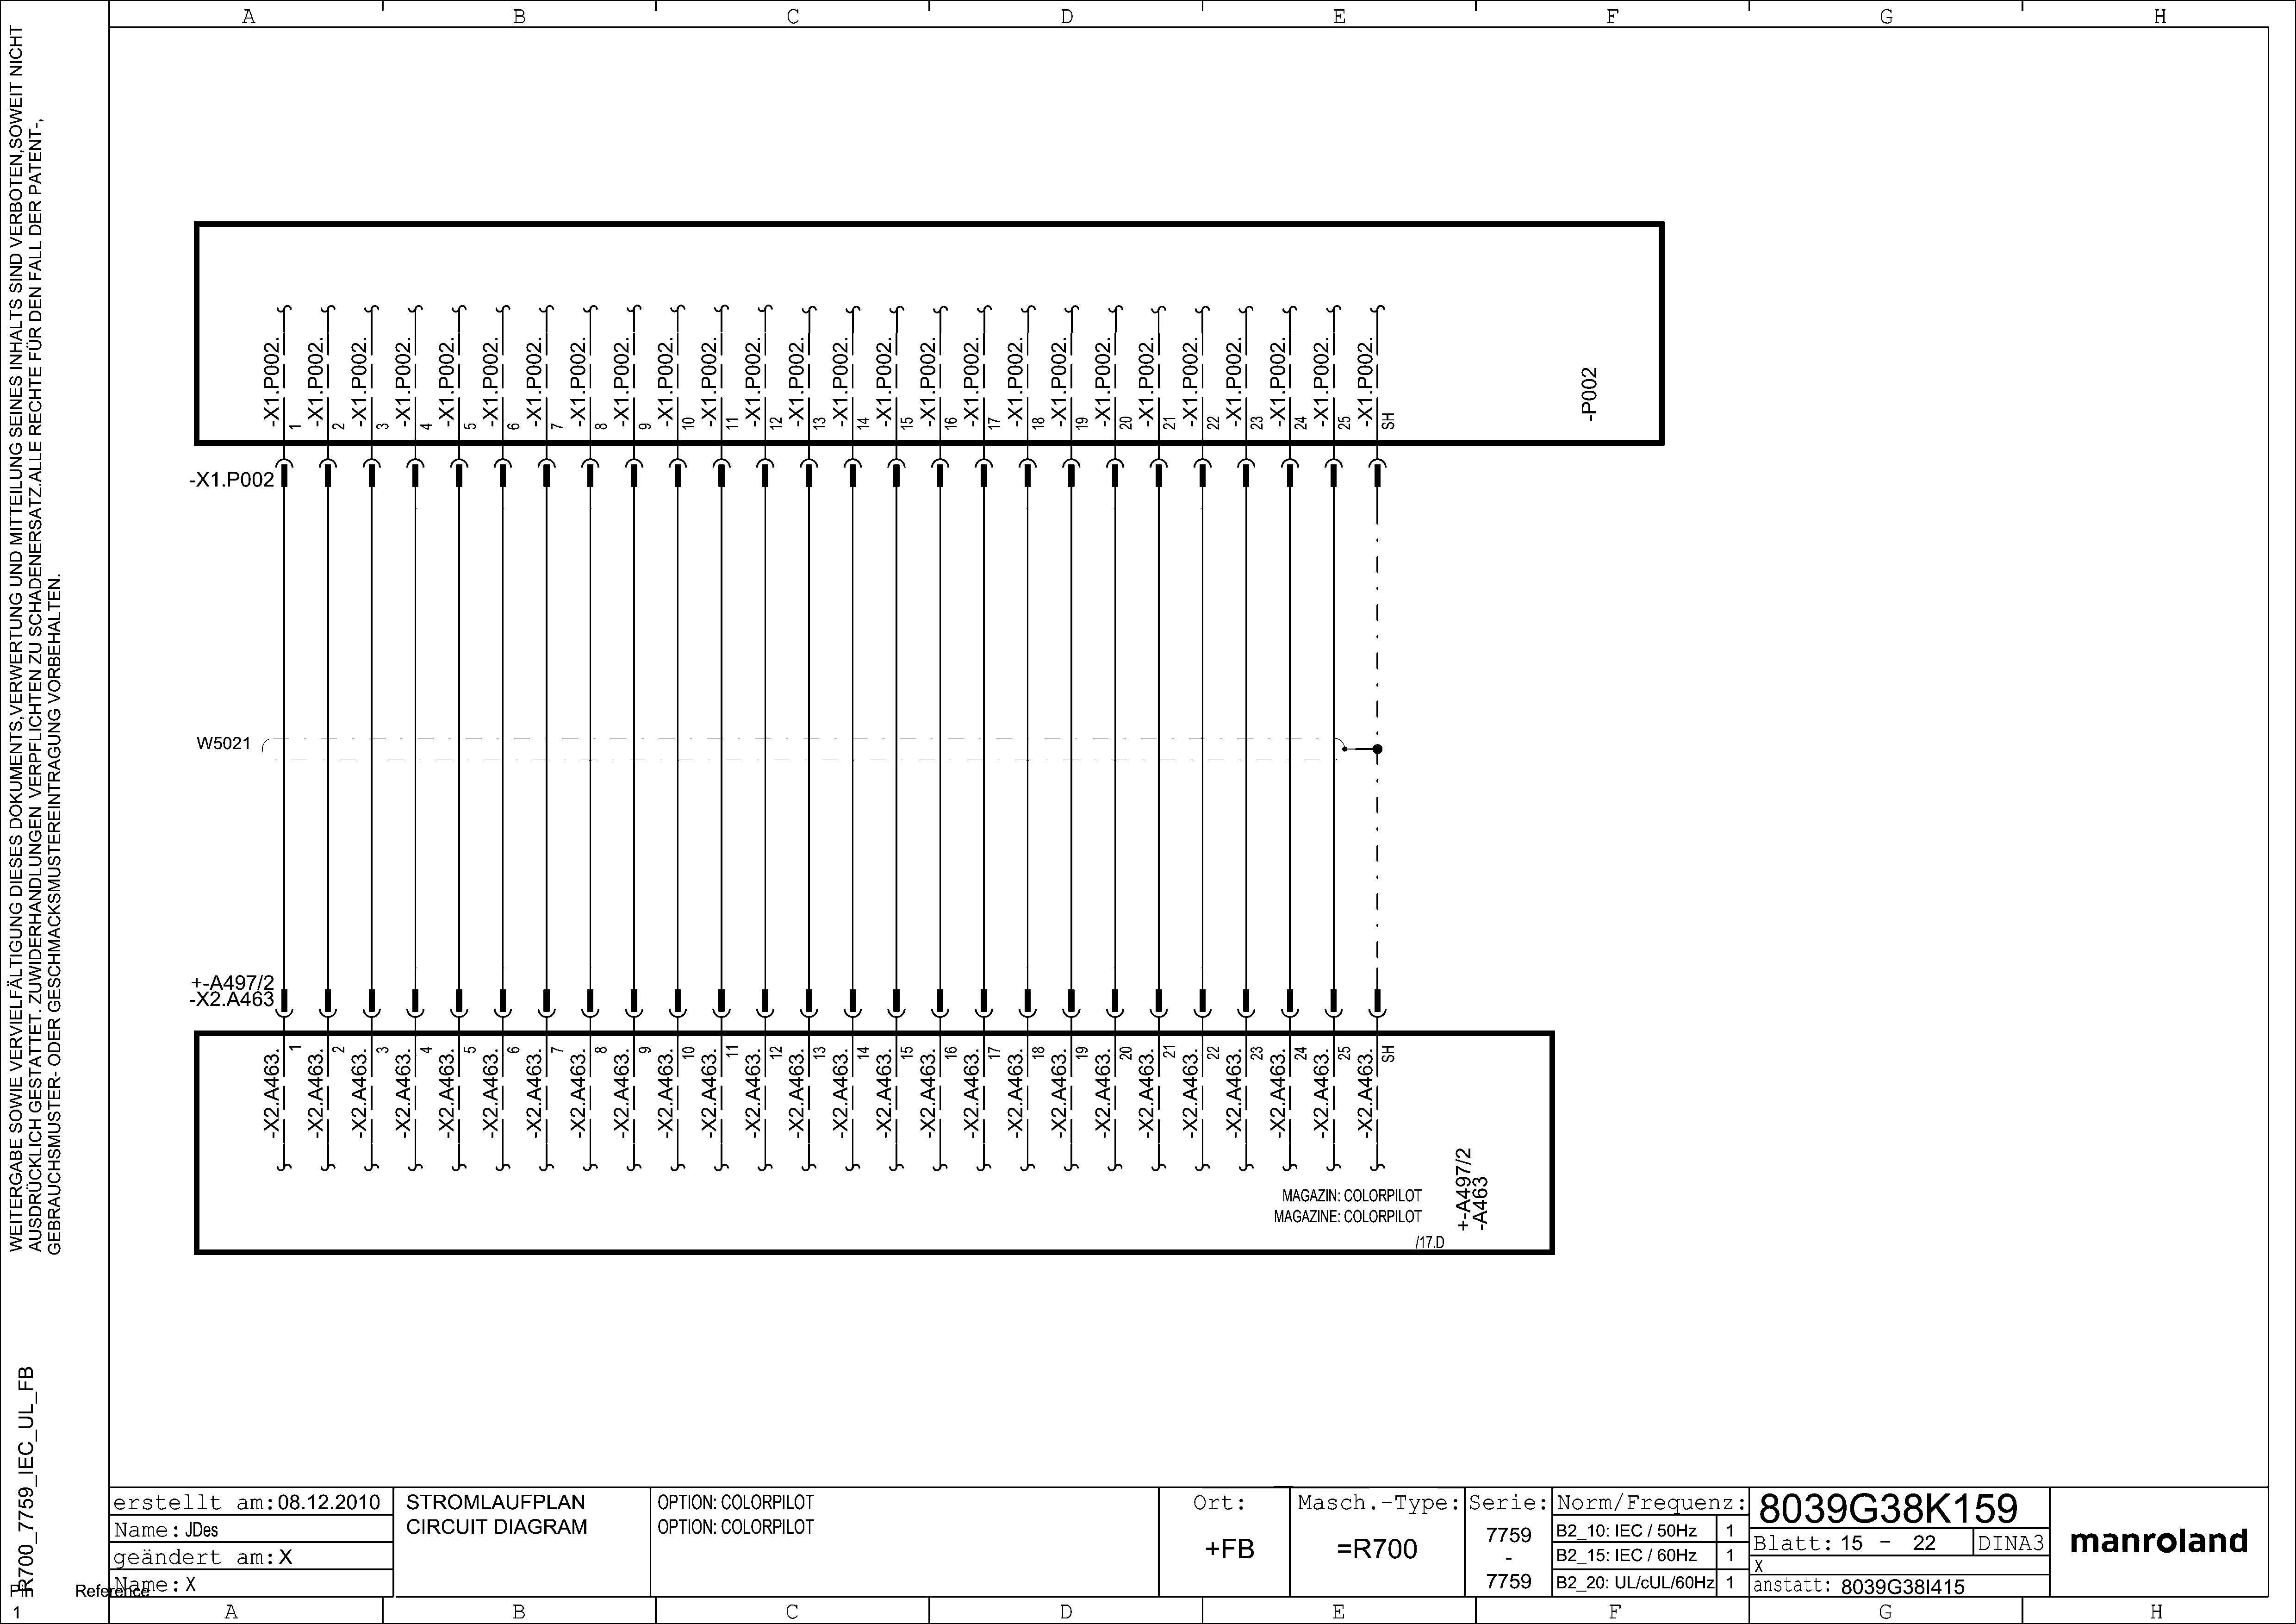 A B C D E F G H
WEITERGABE SOWIE VERVIELFÄLTIGUNG DIESES DOKUMENTS,VERWERTUNG UND MITTEILUNG SEINES INHALTS SIND VERBOTEN,SOWEIT NICHT
AUSDRÜCKLICH GESTATTET. ZUWIDERHANDLUNGEN VERPFLICHTEN ZU SCHADENERSATZ.ALLE RECHTE FÜR DEN FALL DER PATENT-,
GEBRAUCHSMUSTER- ODER GESCHMACKSMUSTEREINTRAGUNG VORBEHALTEN.
R700_7759_IEC_UL_FB
-X1.P002. -X1.P002. -X1.P002. -X1.P002. -X1.P002. -X1.P002. -X1.P002. -X1.P002. -X1.P002. -X1.P002. -X1.P002. -X1.P002. -X1.P002. -X1.P002. -X1.P002. -X1.P002. -X1.P002. -X1.P002. -X1.P002. -X1.P002. -X1.P002. -X1.P002. -X1.P002. -X1.P002. -X1.P002. -X1.P002.
1 2 3 4 5 6 7 8 9 10 11 12 13 14 15 16 17 18 19 20 21 22 23 24 25 SH
-P002
-X1.P002
W5021
+-A497/2
-X2.A463
1 2 3 4 5 6 7 8 9 10 11 12 13 14 15 16 17 18 19 20 21 22 23 24 25 SH
-X2.A463. -X2.A463. -X2.A463. -X2.A463. -X2.A463. -X2.A463. -X2.A463. -X2.A463. -X2.A463. -X2.A463. -X2.A463. -X2.A463. -X2.A463. -X2.A463. -X2.A463. -X2.A463. -X2.A463. -X2.A463. -X2.A463. -X2.A463. -X2.A463. -X2.A463. -X2.A463. -X2.A463. -X2.A463. -X2.A463.
+-A497/2
-A463
MAGAZIN: COLORPILOT
MAGAZINE: COLORPILOT
/17.D
erstellt am: 08.12.2010
Name: JDes
geändert am: X
Name: X
STROMLAUFPLAN
CIRCUIT DIAGRAM
OPTION: COLORPILOT
OPTION: COLORPILOT
Ort:
+FB
Masch.-Type:
=R700
Serie:
7759
-
7759
Norm/Frequenz:
B2_10: IEC / 50Hz 1
B2_15: IEC / 60Hz 1
B2_20: UL/cUL/60Hz 1
8039G38K159
Blatt: 15 - 22 DINA3
X
anstatt: 8039G38I415
manroland
Pin Reference
1
A B C D E F G H